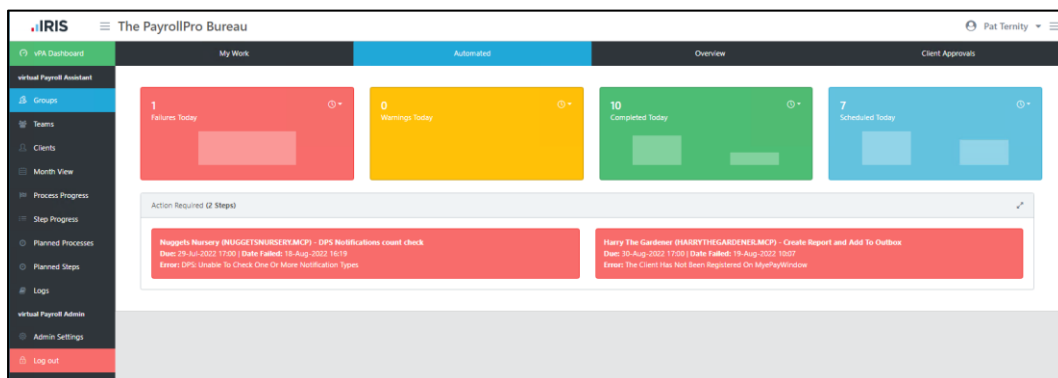 IRIS
The PayrollPro Bureau
Pat Ternity
vPA Dashboard
My Work
Automated
Overview
Client Approvals
virtual Payroll Assistant
Groups
Teams
Clients
Month View
Process Progress
Step Progress
Planned Processes
Planned Steps
Logs
virtual Payroll Admin
Admin Settings
Log out
1
Failures Today
0
Warnings Today
10
Completed Today
7
Scheduled Today
Action Required (2 Steps)
Nuggets Nursery (NUGGETSNURSERY.MCP) - DPS Notifications count check
Due: 29-Jul-2022 17:00 | Date Failed: 18-Aug-2022 16:19
Error: DPS: Unable To Check One Or More Notification Types
Harry The Gardener (HARRYTHEGARDENER.MCP) - Create Report and Add To Outbox
Due: 30-Aug-2022 17:00 | Date Failed: 19-Aug-2022 10:07
Error: The Client Has Not Been Registered On MyePayWindow